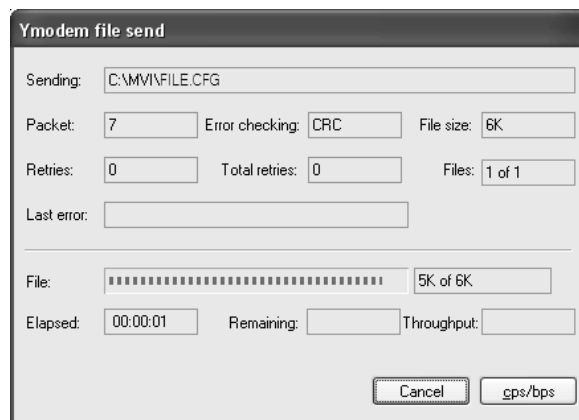 Ymodem file send
Sending: C:\MVI\FILE.CFG
Packet: 7 Error checking: CRC File size: 6K
Retries: 0 Total retries: 0 Files: 1 of 1
Last error:
File: 5K of 6K
Elapsed: 00:00:01 Remaining: Throughput:
Cancel cps/bps